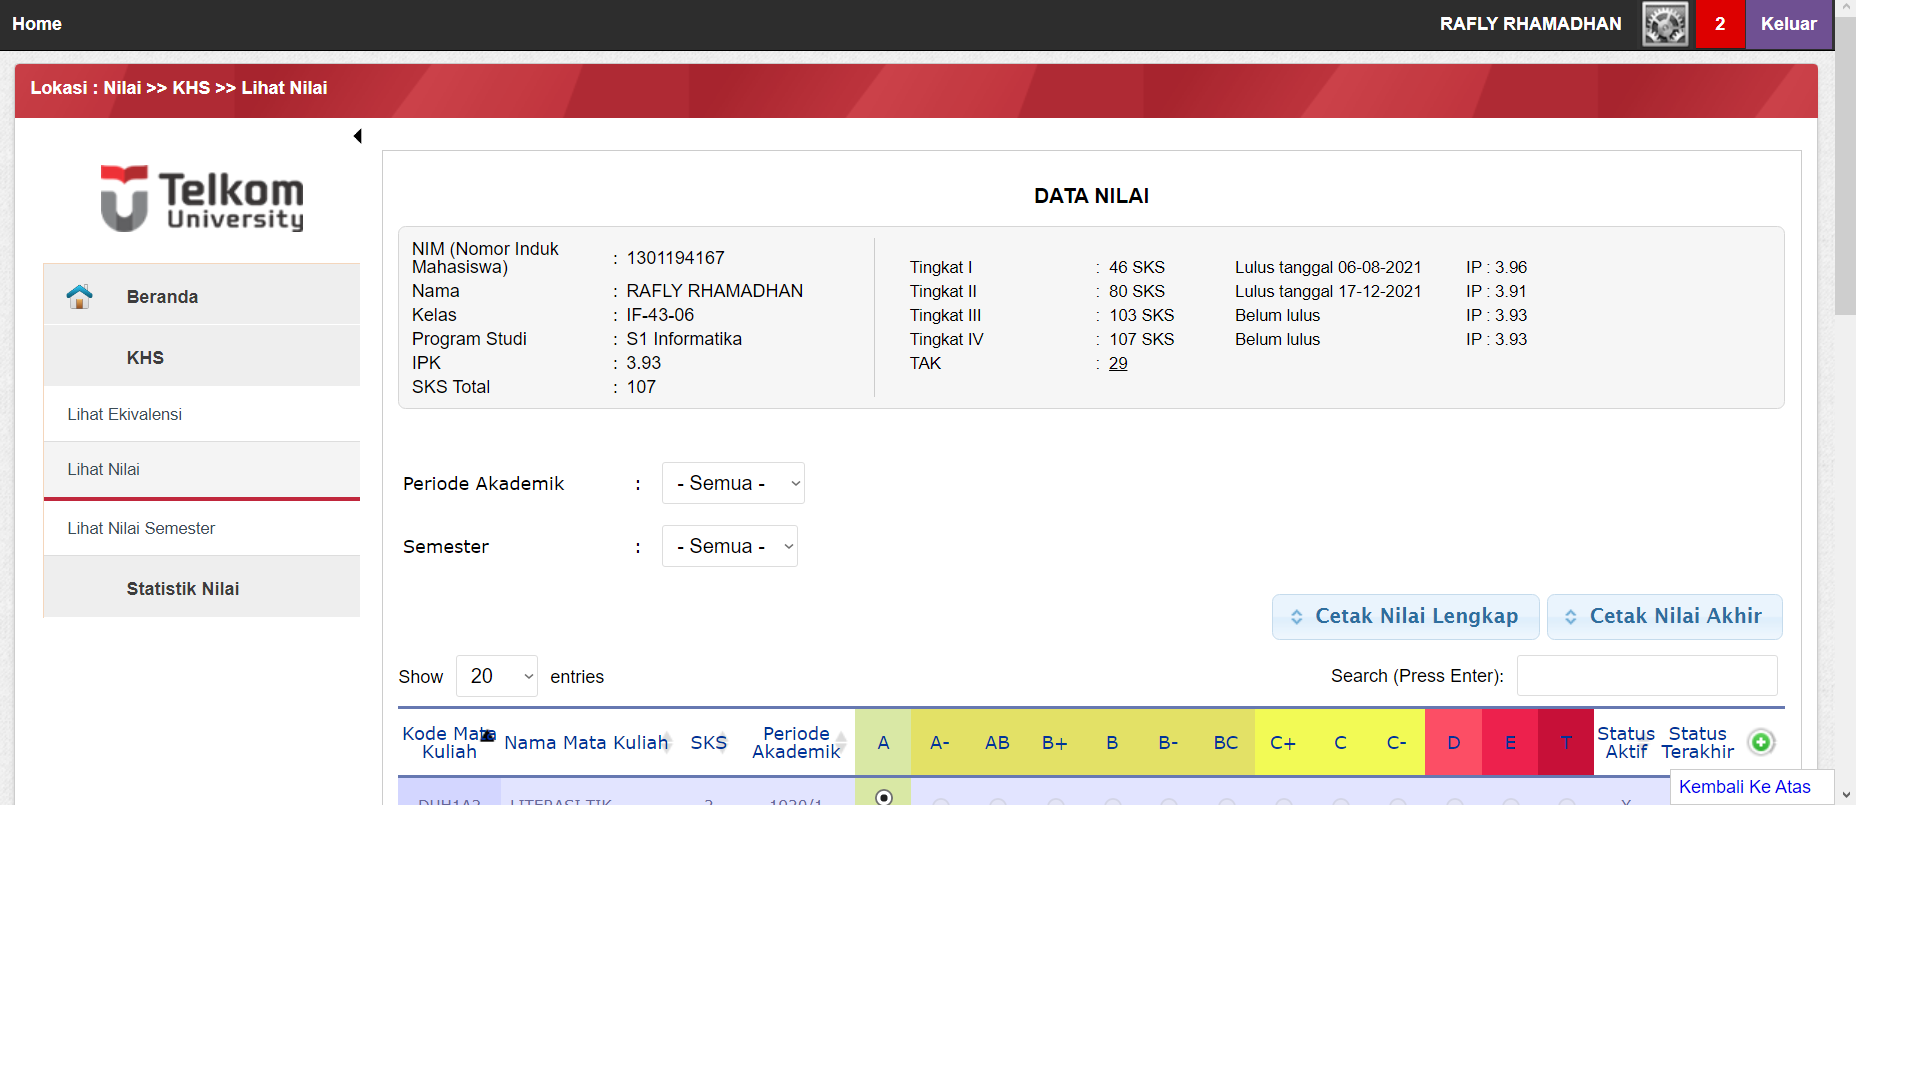 Home
RAFLY RHAMADHAN
2
Keluar
Lokasi : Nilai >> KHS >> Lihat Nilai
Telkom
University
Beranda
KHS
Lihat Ekivalensi
Lihat Nilai
Lihat Nilai Semester
Statistik Nilai
DATA NILAI
NIM (Nomor Induk
Mahasiswa) : 1301194167
Nama : RAFLY RHAMADHAN
Kelas : IF-43-06
Program Studi : S1 Informatika
IPK : 3.93
SKS Total : 107
Tingkat I : 46 SKS Lulus tanggal 06-08-2021 IP : 3.96
Tingkat II : 80 SKS Lulus tanggal 17-12-2021 IP : 3.91
Tingkat III : 103 SKS Belum lulus IP : 3.93
Tingkat IV : 107 SKS Belum lulus IP : 3.93
TAK : 29
Periode Akademik : - Semua -
Semester : - Semua -
Cetak Nilai Lengkap
Cetak Nilai Akhir
Show 20 entries
Search (Press Enter):
Kode Mata
Kuliah
Nama Mata Kuliah
SKS
Periode
Akademik
A A- AB B+ B B- BC C+ C C- D E T
Status
Aktif
Status
Terakhir
LITERASI TIK
Kembali Ke Atas